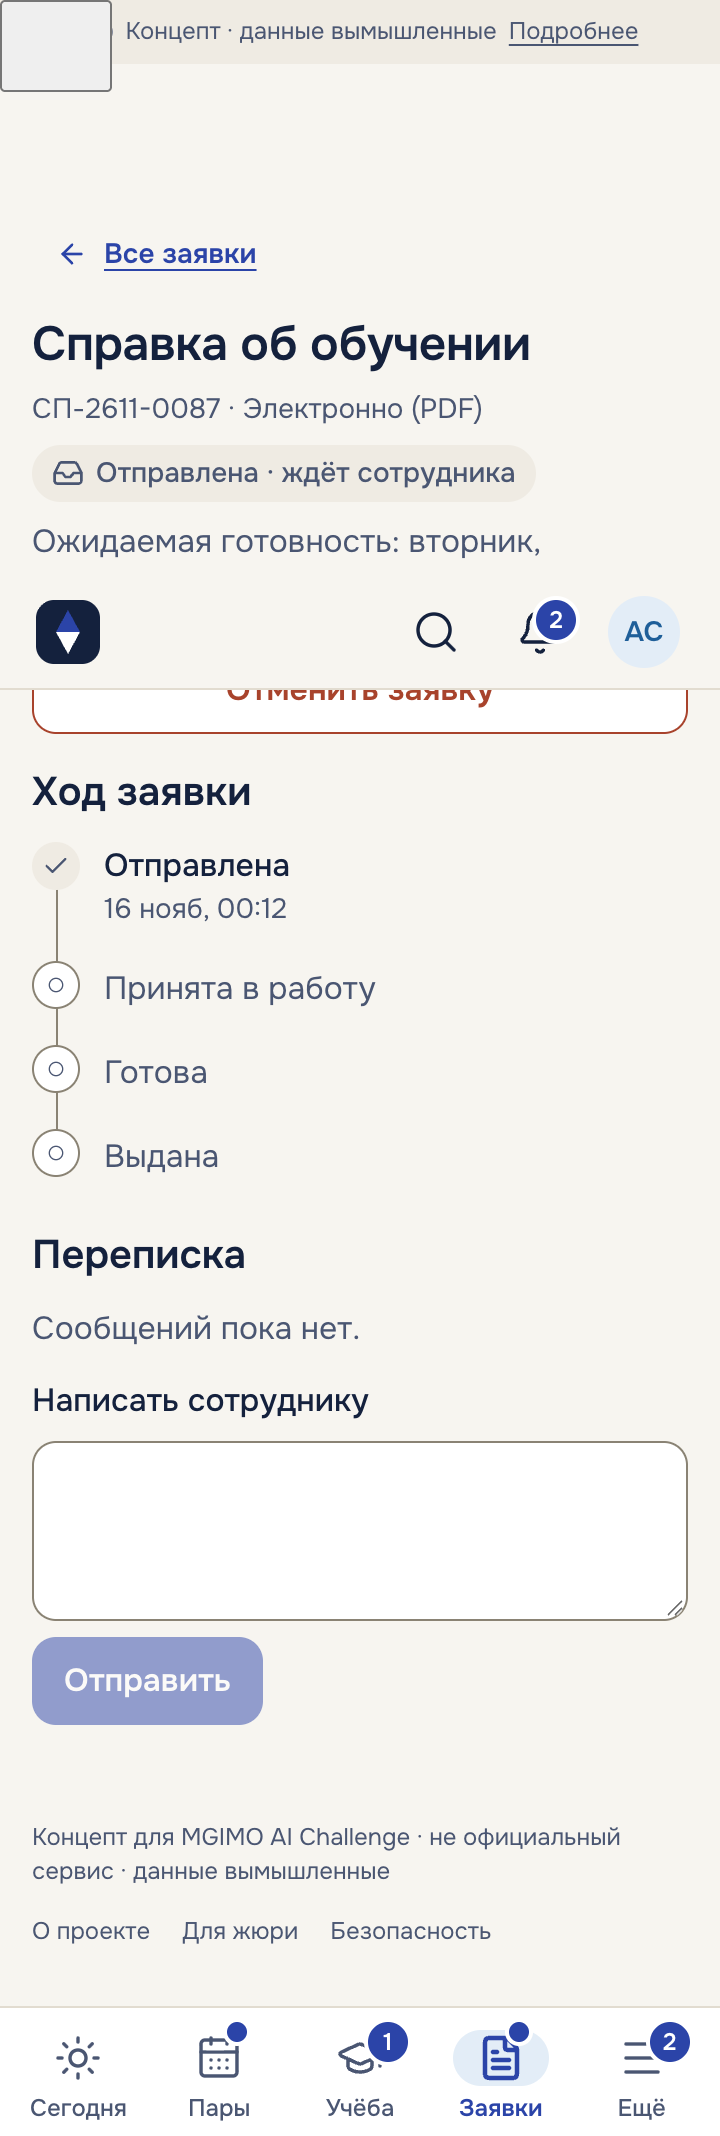 Концепт · данные вымышленные Подробнее
Все заявки
Справка об обучении
СП-2611-0087 · Электронно (PDF)
Отправлена · ждёт сотрудника
Ожидаемая готовность: вторник,
2
АС
Отменить заявку
Ход заявки
Отправлена
16 нояб, 00:12
Принята в работу
Готова
Выдана
Переписка
Сообщений пока нет.
Написать сотруднику
Отправить
Концепт для MGIMO AI Challenge · не официальный
сервис · данные вымышленные
О проекте Для жюри Безопасность
1 2
Сегодня Пары Учёба Заявки Ещё